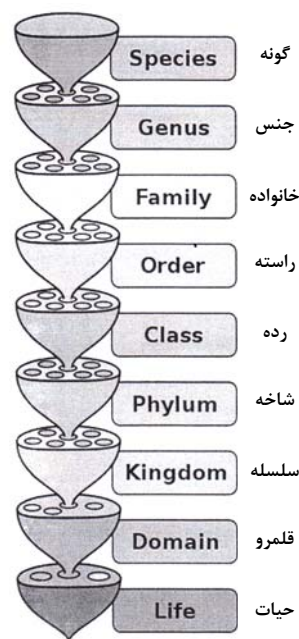 Species گونه
Genus جنس
Family خانواده
Order راسته
Class رده
Phylum شاخه
Kingdom سلسله
Domain قلمرو
Life حیات